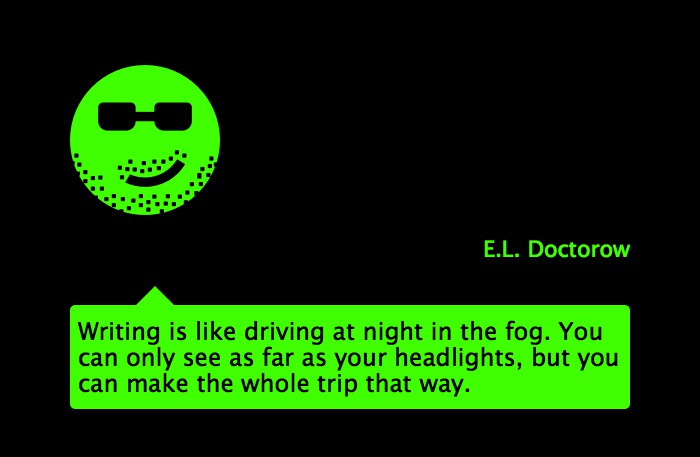 E.L. Doctorow
Writing is like driving at night in the fog. You
can only see as far as your headlights, but you
can make the whole trip that way.